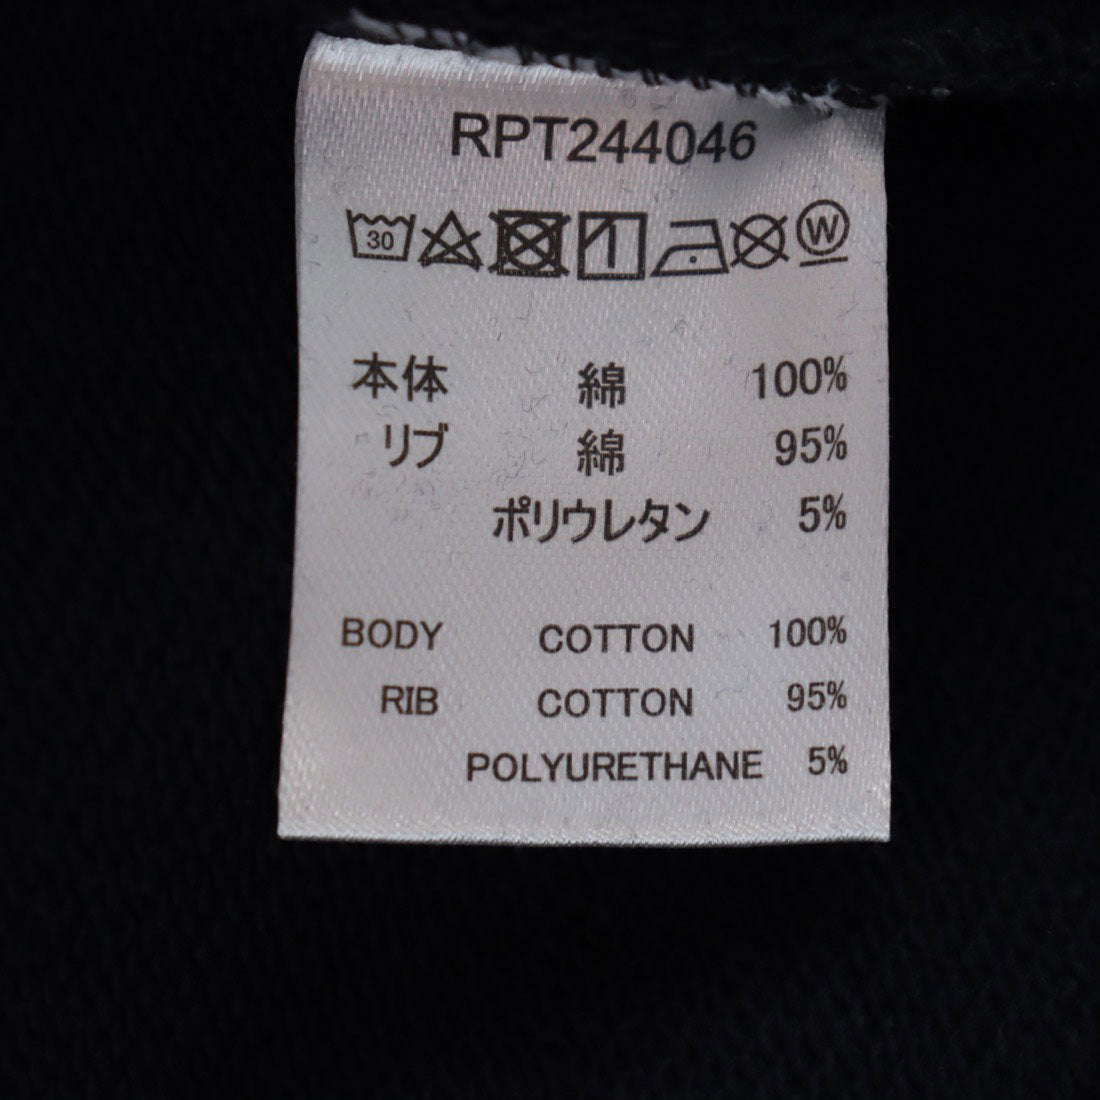 RPT244046
30 W
本体 綿 100%
リブ 綿 95%
ポリウレタン 5%
BODY COTTON 100%
RIB COTTON 95%
POLYURETHANE 5%